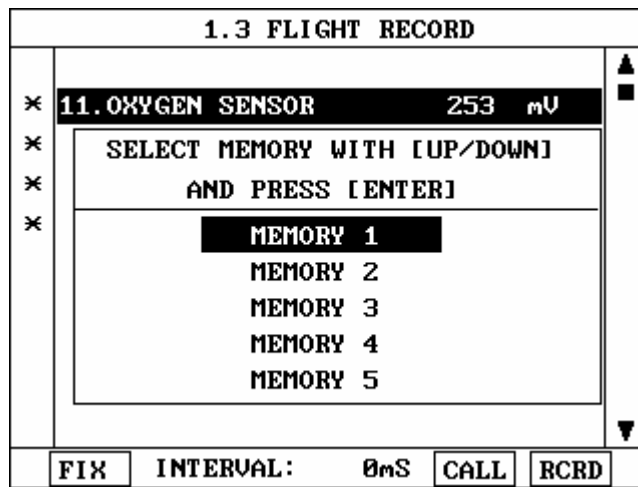 1.3 FLIGHT RECORD
* 11.OXYGEN SENSOR 253 mV
* SELECT MEMORY WITH [UP/DOWN]
* AND PRESS [ENTER]
* MEMORY 1
MEMORY 2
MEMORY 3
MEMORY 4
MEMORY 5
FIX INTERVAL: 0mS CALL RCRD